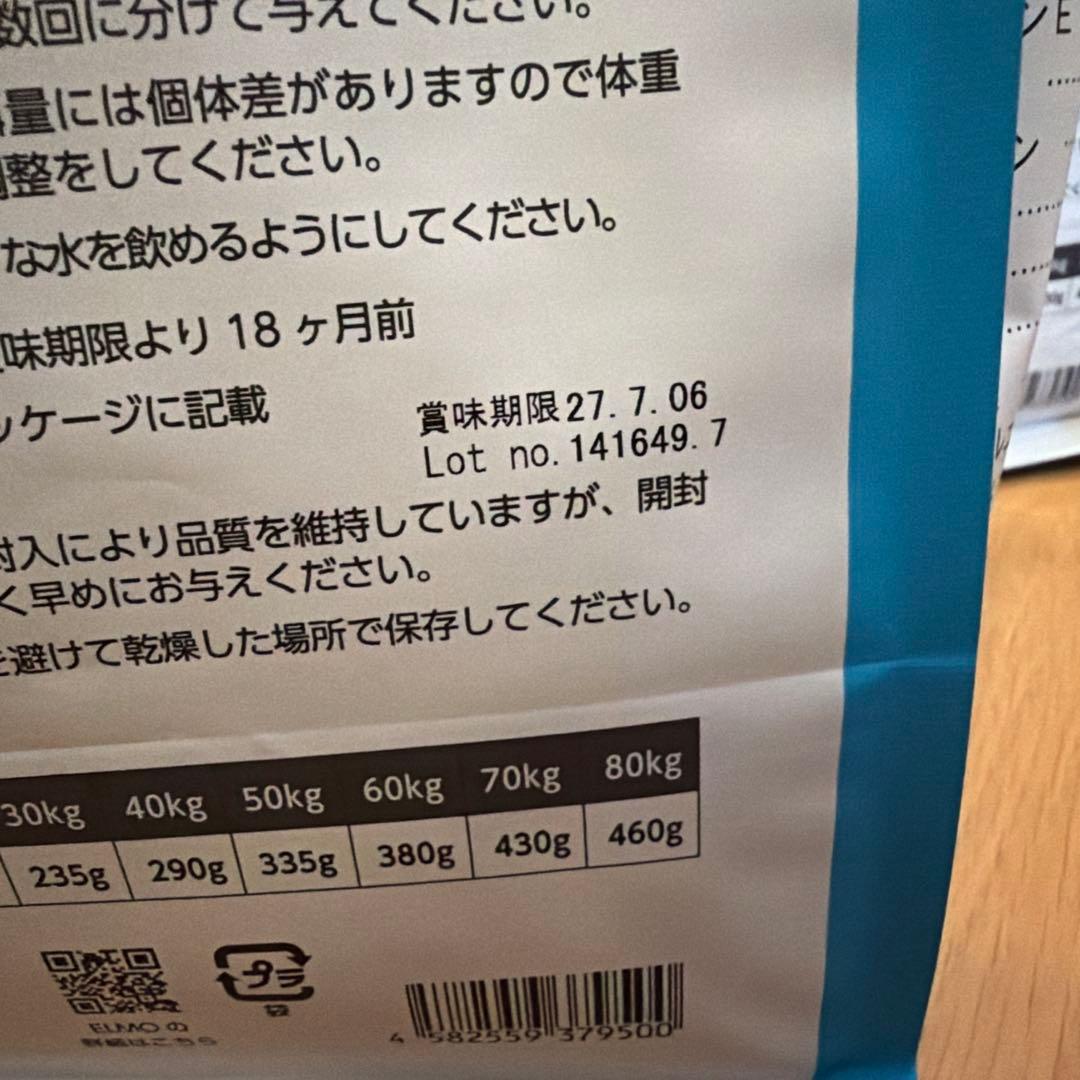 数回に分けて与えてください。
量には個体差がありますので体重
調整をしてください。
な水を飲めるようにしてください。
味期限より 18 ヶ月前
ッケージに記載
賞味期限27.7.06
Lot no.141649.7
封入により品質を維持していますが、開封
く早めにお与えください。
を避けて乾燥した場所で保存してください。
30kg 40kg 50kg 60kg 70kg 80kg
235g 290g 335g 380g 430g 460g
プラ
袋
ELMO の
詳細はこちら
4 582559 379500